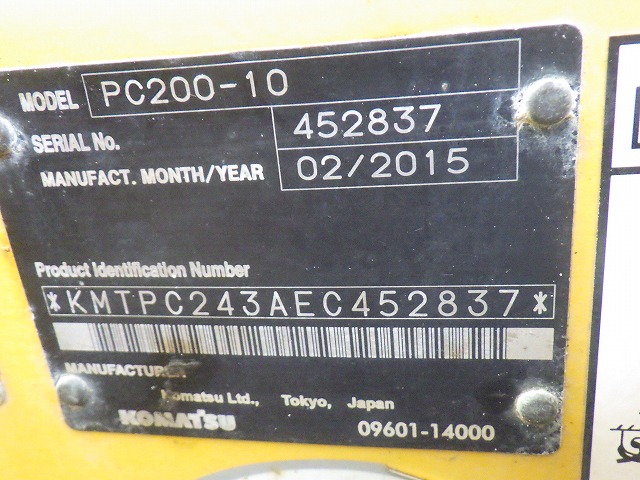 MODEL PC200-10
SERIAL No. 452837
MANUFACT. MONTH/YEAR 02/2015
Product Identification Number
*KMTPC243AEC452837*
MANUFACTURER
Komatsu Ltd., Tokyo, Japan
KOMATSU 09601-14000